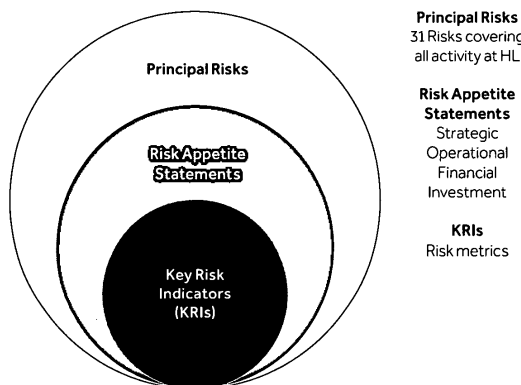 Principal Risks
Risk Appetite
Statements
Key Risk
Indicators
(KRIs)
Principal Risks
31 Risks covering
all activity at HL
Risk Appetite
Statements
Strategic
Operational
Financial
Investment
KRIs
Risk metrics